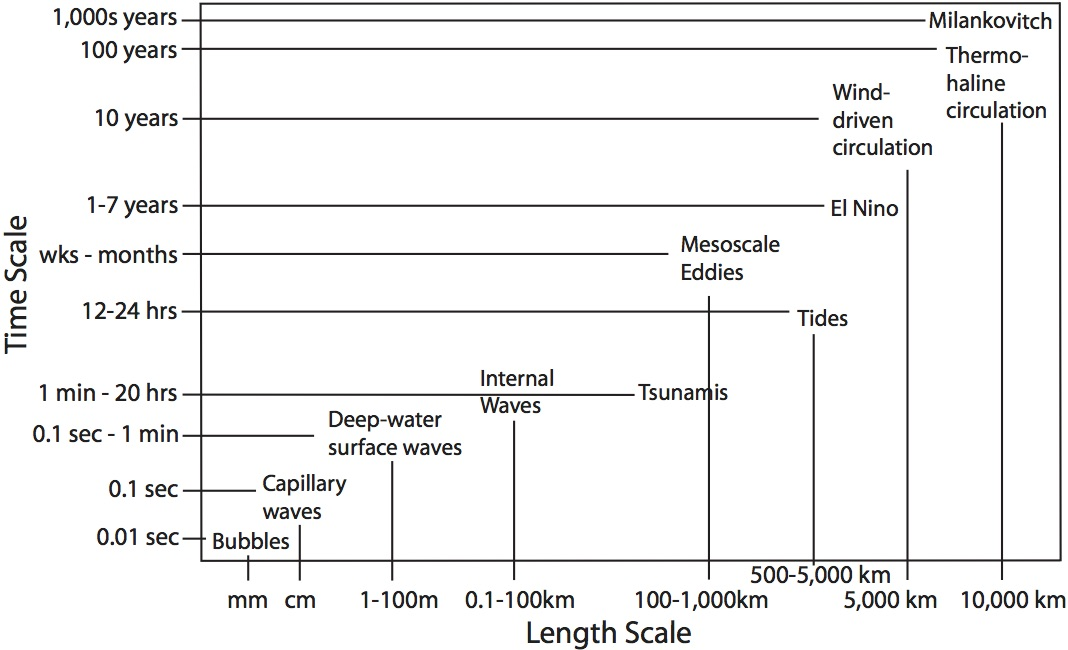 1,000s years
Milankovitch
100 years
Thermo-
haline
circulation
Wind-
driven
circulation
10 years
1-7 years
El Nino
wks - months
Mesoscale
Eddies
12-24 hrs
Tides
1 min - 20 hrs
Internal
Waves
Tsunamis
0.1 sec - 1 min
Deep-water
surface waves
0.1 sec
Capillary
waves
0.01 sec
Bubbles
Time Scale
mm
cm
1-100m
0.1-100km
100-1,000km
500-5,000 km
5,000 km
10,000 km
Length Scale